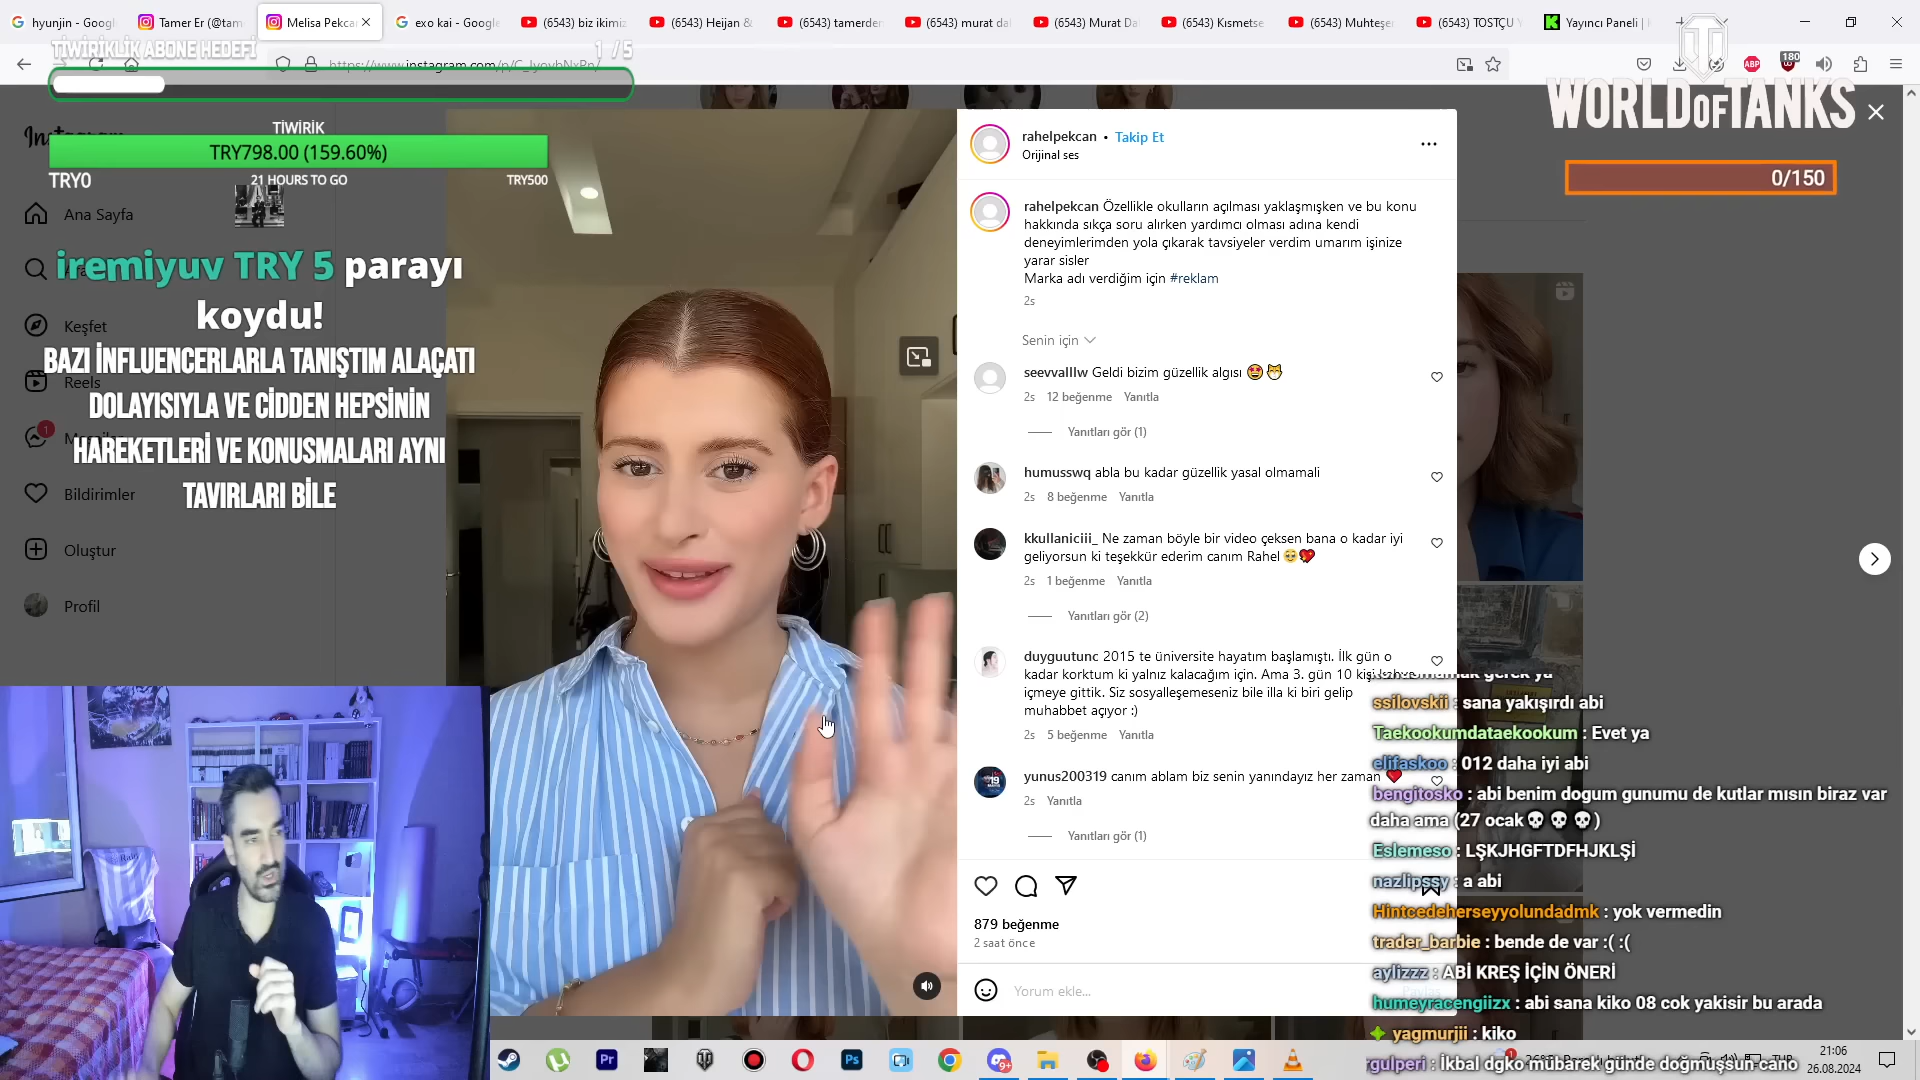 hyunjin - Googl
Tamer Er (@tam
Melisa Pekca
exo kai - Google
(6543) biz ikimiz
(6543) Heijan &
(6543) tamerder
(6543) murat da
(6543) Murat Da
(6543) Kısmetse
(6543) Muhteşe
(6543) TOSTÇU Y
Yayıncı Paneli |
TİWİRİKLİK ABONE HEDEFİ
1 / 5
180
WORLD OF TANKS
0/150
TİWİRİK
TRY798.00 (159.60%)
TRY0
21 HOURS TO GO
TRY500
Ana Sayfa
Keşfet
Reels
Bildirimler
Oluştur
Profil
iremiyuv TRY 5 parayı
koydu!
BAZI İNFLUENCERLARLA TANIŞTIM ALAÇATI
DOLAYISIYLA VE CİDDEN HEPSİNİN
HAREKETLERİ VE KONUSMALARI AYNI
TAVIRLARI BİLE
rahelpekcan • Takip Et
Orijinal ses
rahelpekcan Özellikle okulların açılması yaklaşmışken ve bu konu
hakkında sıkça soru alırken yardımcı olması adına kendi
deneyimlerimden yola çıkarak tavsiyeler verdim umarım işinize
yarar sisler
Marka adı verdiğim için #reklam
2s
Senin için
seevvalllw Geldi bizim güzellik algısı 🤩😼
2s 12 beğenme Yanıtla
Yanıtları gör (1)
humusswq abla bu kadar güzellik yasal olmamali
2s 8 beğenme Yanıtla
kkullaniciii_ Ne zaman böyle bir video çeksen bana o kadar iyi
geliyorsun ki teşekkür ederim canım Rahel 🥹💖
2s 1 beğenme Yanıtla
Yanıtları gör (2)
duyguutunc 2015 te üniversite hayatım başlamıştı. İlk gün o
kadar korktum ki yalnız kalacağım için. Ama 3. gün 10 kişi
içmeye gittik. Siz sosyalleşemeseniz bile illa ki biri gelip
muhabbet açıyor :)
2s 5 beğenme Yanıtla
yunus200319 canım ablam biz senin yanındayız her zaman ❤️
2s Yanıtla
Yanıtları gör (1)
879 beğenme
2 saat önce
Yorum ekle...
ssilovskii : sana yakışırdı abi
Taekookumdataekookum : Evet ya
elifaskoo : 012 daha iyi abi
bengitosko : abi benim dogum gunumu de kutlar mısın biraz var
daha ama (27 ocak💀💀💀)
Eslemeso : LŞKJHGFTDFHJKLŞİ
nazlipssy : a abi
Hintcedeherseyyolundadmk : yok vermedin
trader_barbie : bende de var :( :(
aylizzz : ABİ KREŞ İÇİN ÖNERİ
humeyracengiizx : abi sana kiko 08 cok yakisir bu arada
yagmurjii : kiko
gulperi : İkbal dgko mübarek günde doğmuşsun cano
21:06
26.08.2024